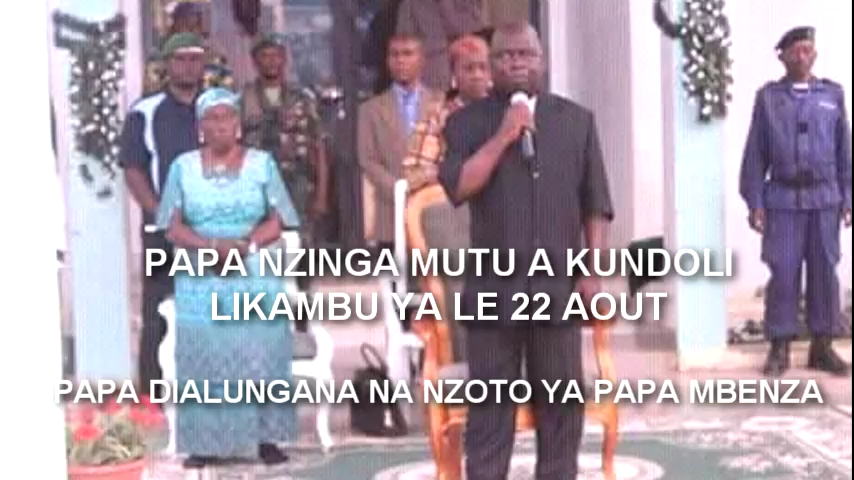 PAPA NZINGA MUTU A KUNDOLI
LIKAMBU YA LE 22 AOUT
PAPA DIALUNGANA NA NZOTO YA PAPA MBENZA